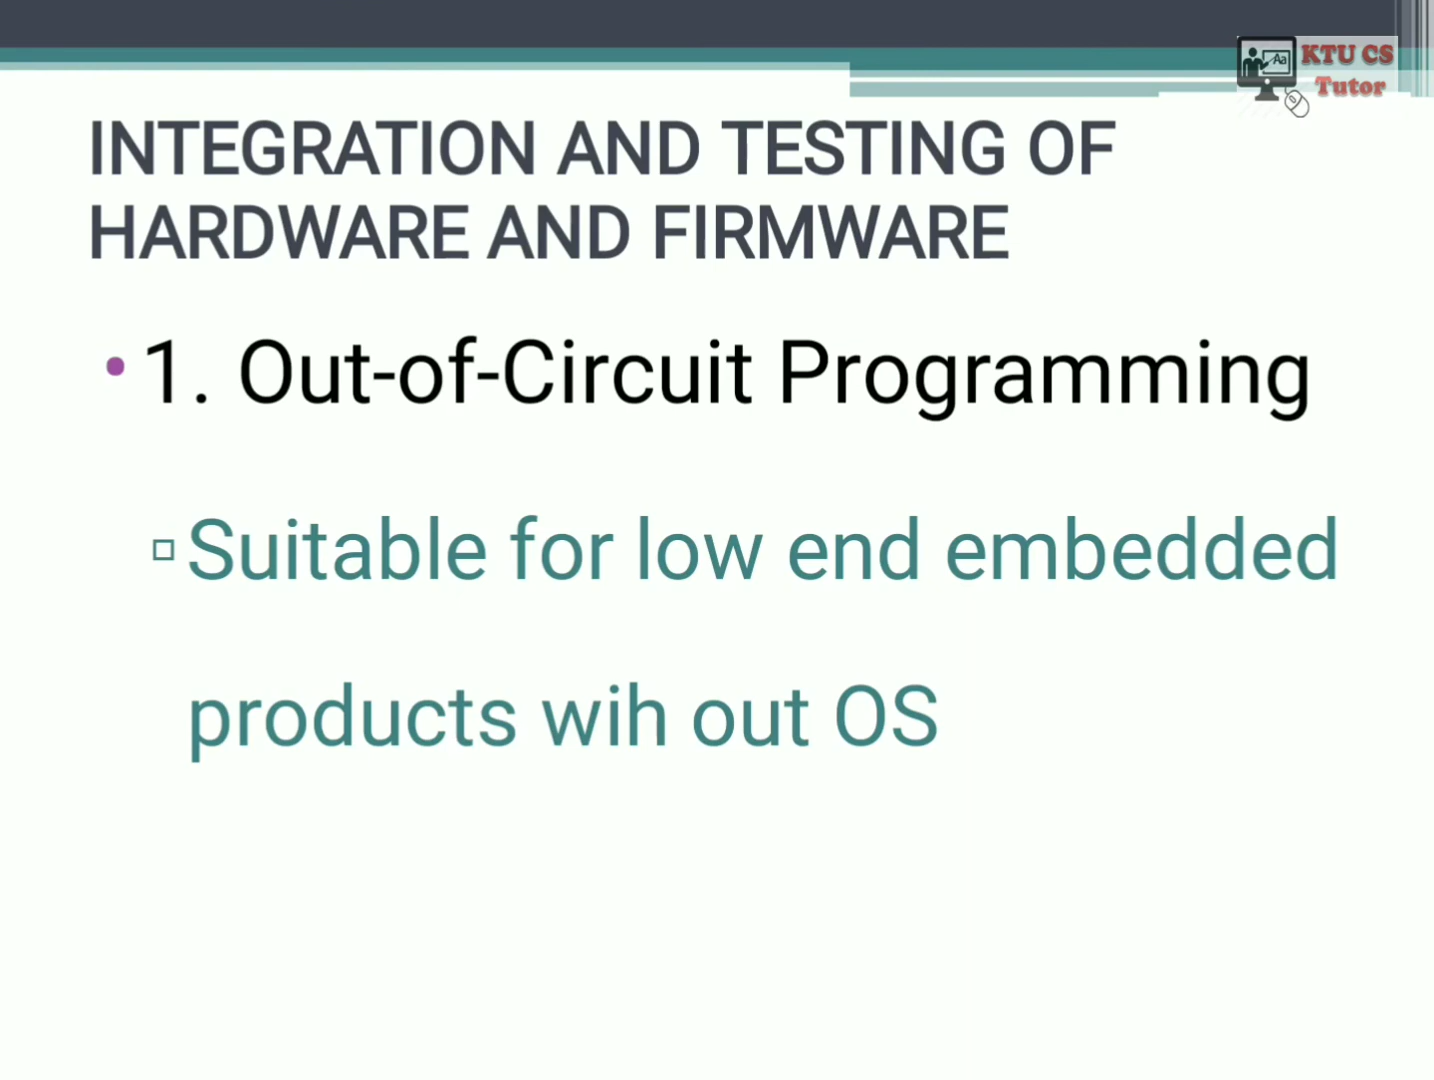 KTU CS
Tutor
Aa
INTEGRATION AND TESTING OF
HARDWARE AND FIRMWARE
• 1. Out-of-Circuit Programming
▫ Suitable for low end embedded
products wih out OS